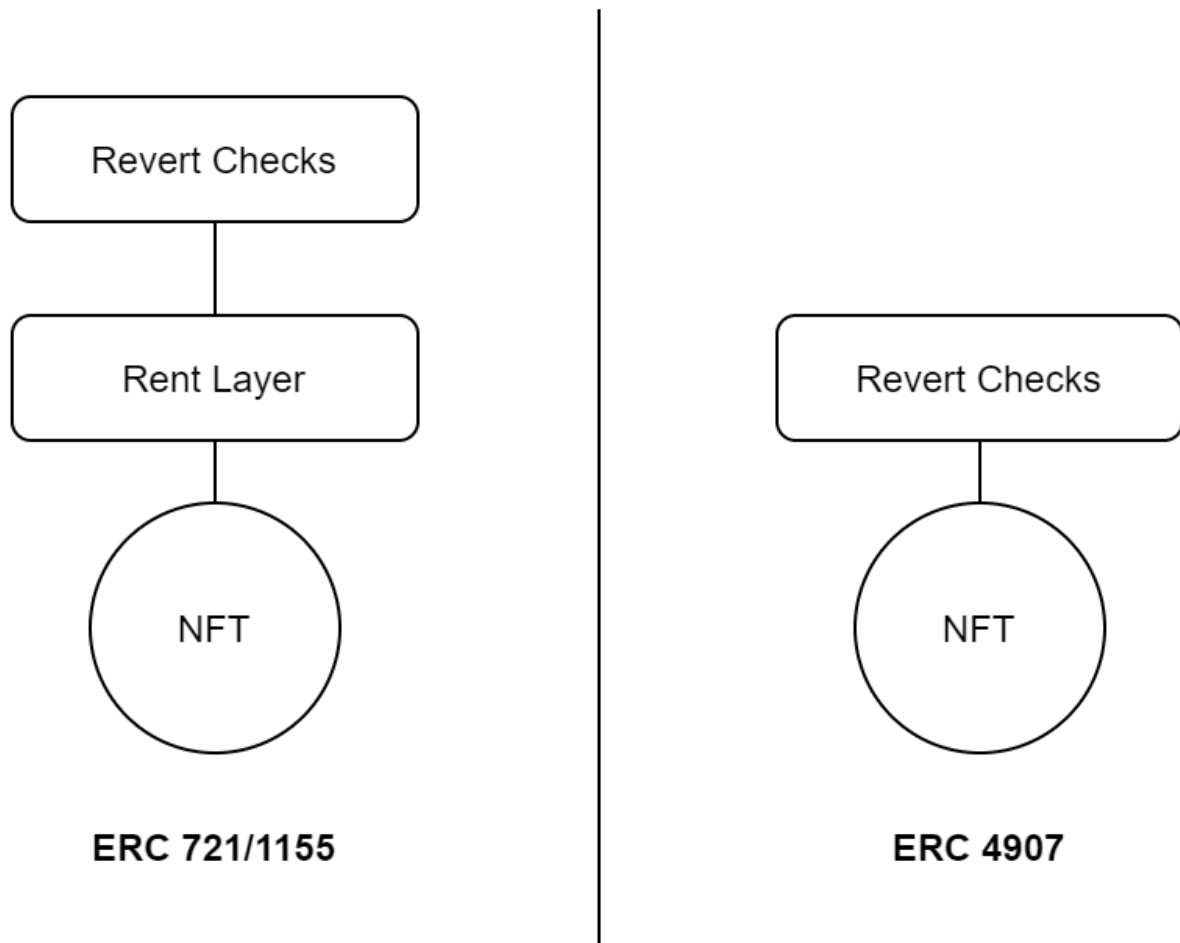 Revert Checks
Rent Layer
NFT
ERC 721/1155
Revert Checks
NFT
ERC 4907